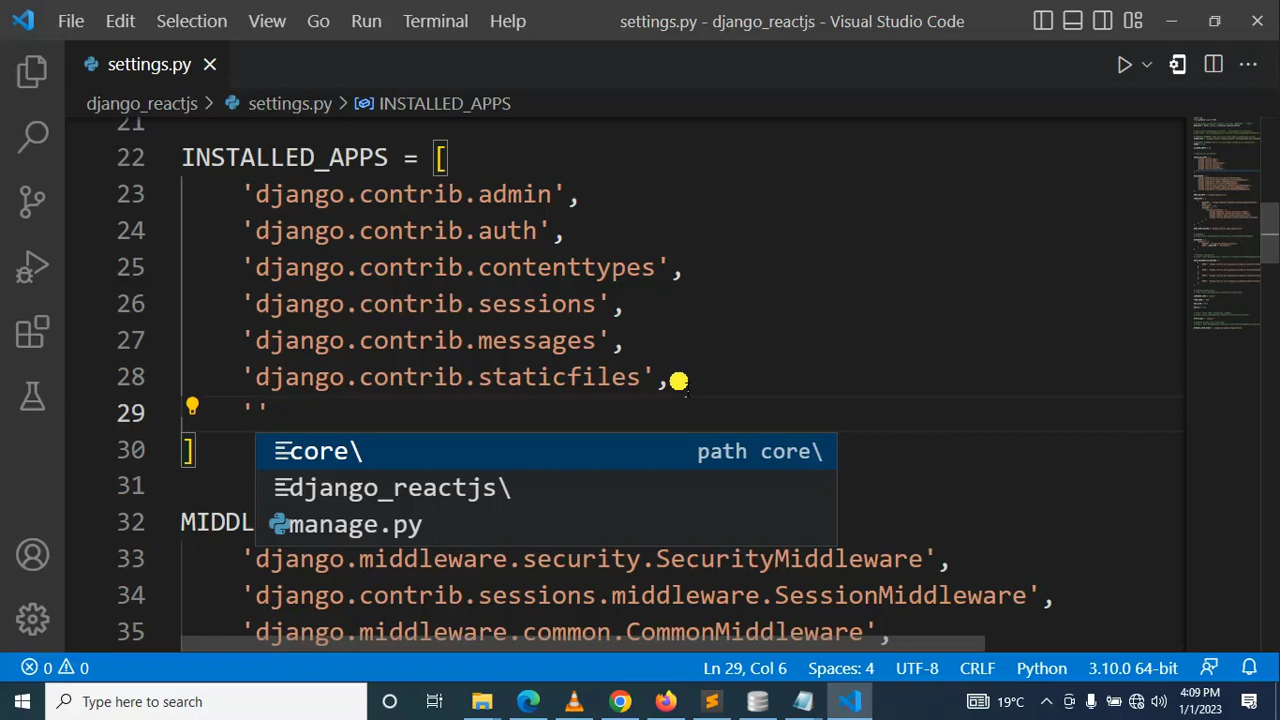 File Edit Selection View Go Run Terminal Help settings.py - django_reactjs - Visual Studio Code
settings.py
django_reactjs > settings.py > INSTALLED_APPS
21
22 INSTALLED_APPS = [
23 'django.contrib.admin',
24 'django.contrib.auth',
25 'django.contrib.contenttypes',
26 'django.contrib.sessions',
27 'django.contrib.messages',
28 'django.contrib.staticfiles',
29 ''
core\ path core\
30 ]
django_reactjs\
31
manage.py
32 MIDDL
33 'django.middleware.security.SecurityMiddleware',
34 'django.contrib.sessions.middleware.SessionMiddleware',
35 'django.middleware.common.CommonMiddleware',
0 0 Ln 29, Col 6 Spaces: 4 UTF-8 CRLF Python 3.10.0 64-bit
Type here to search 19°C 4:09 PM
1/1/2023